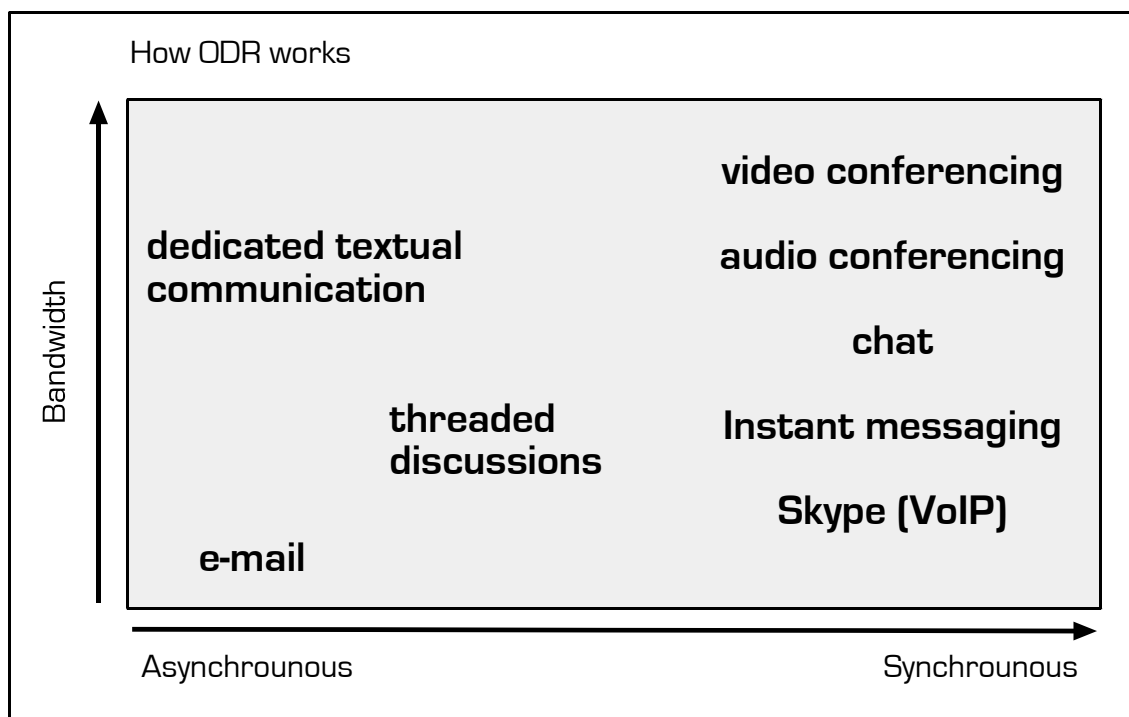 How ODR works
video conferencing
dedicated textual
communication
audio conferencing
chat
threaded
discussions
Instant messaging
Skype (VoIP)
e-mail
Bandwidth
Asynchrounous
Synchrounous